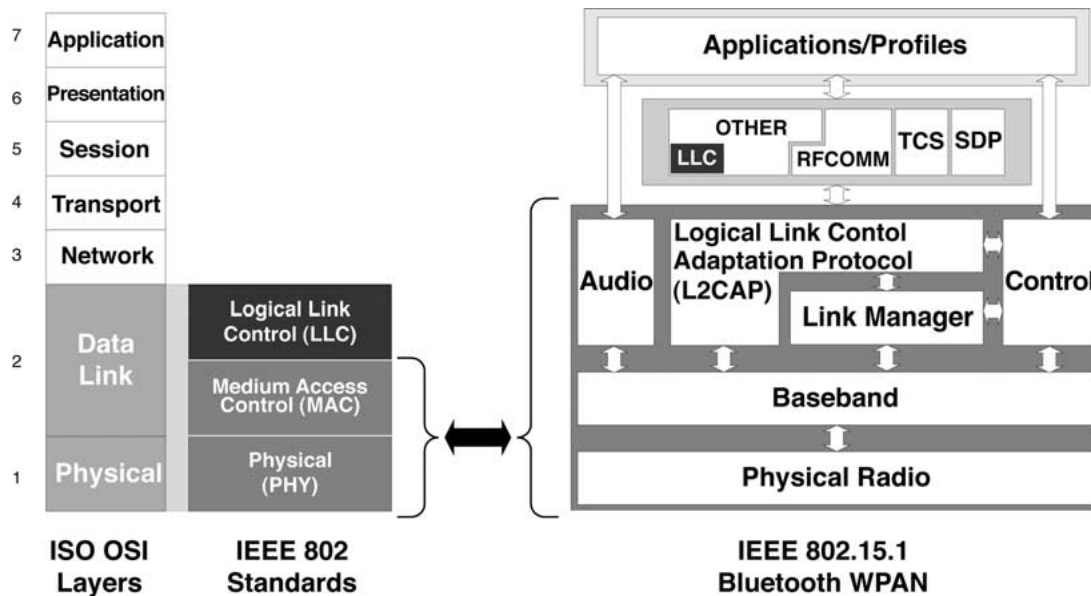 7
Application
6
Presentation
5
Session
4
Transport
3
Network
2
Data
Link
1
Physical
ISO OSI
Layers
Logical Link
Control (LLC)
Medium Access
Control (MAC)
Physical
(PHY)
IEEE 802
Standards
Applications/Profiles
OTHER
LLC
RFCOMM
TCS
SDP
Audio
Logical Link Contol
Adaptation Protocol
(L2CAP)
Link Manager
Control
Baseband
Physical Radio
IEEE 802.15.1
Bluetooth WPAN